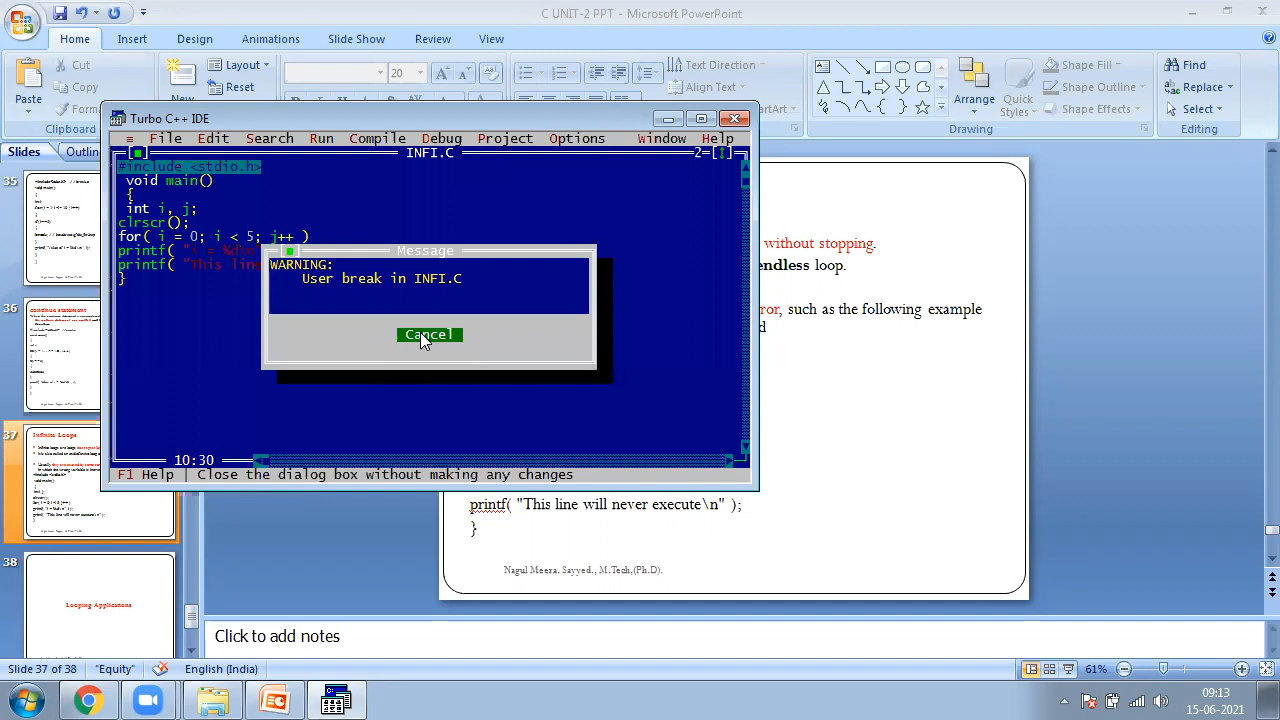 C UNIT-2 PPT - Microsoft PowerPoint
Home Insert Design Animations Slide Show Review View
Cut
Copy
Paste
Clipboard
New
Layout
Reset
20
Text Direction
Align Text
Arrange
Quick Styles
Shape Fill
Shape Outline
Shape Effects
Drawing
Find
Replace
Select
Editing
Slides
35
36
37
Infinite Loops
38
Looping Applications
Turbo C++ IDE
File Edit Search Run Compile Debug Project Options Window Help
INFI.C
2=[↕]
#include <stdio.h>
void main()
{
int i, j;
clrscr();
for( i = 0; i < 5; j++ )
printf(
printf( "This line
}
Message
WARNING:
User break in INFI.C
Cancel
10:30
F1 Help | Close the dialog box without making any changes
without stopping.
endless loop.
, such as the following example
printf( "This line will never execute\n" );
}
Nagul Meera. Sayyed., M.Tech,(Ph.D).
Click to add notes
Slide 37 of 38 "Equity" English (India) 61%
09:13
15-06-2021